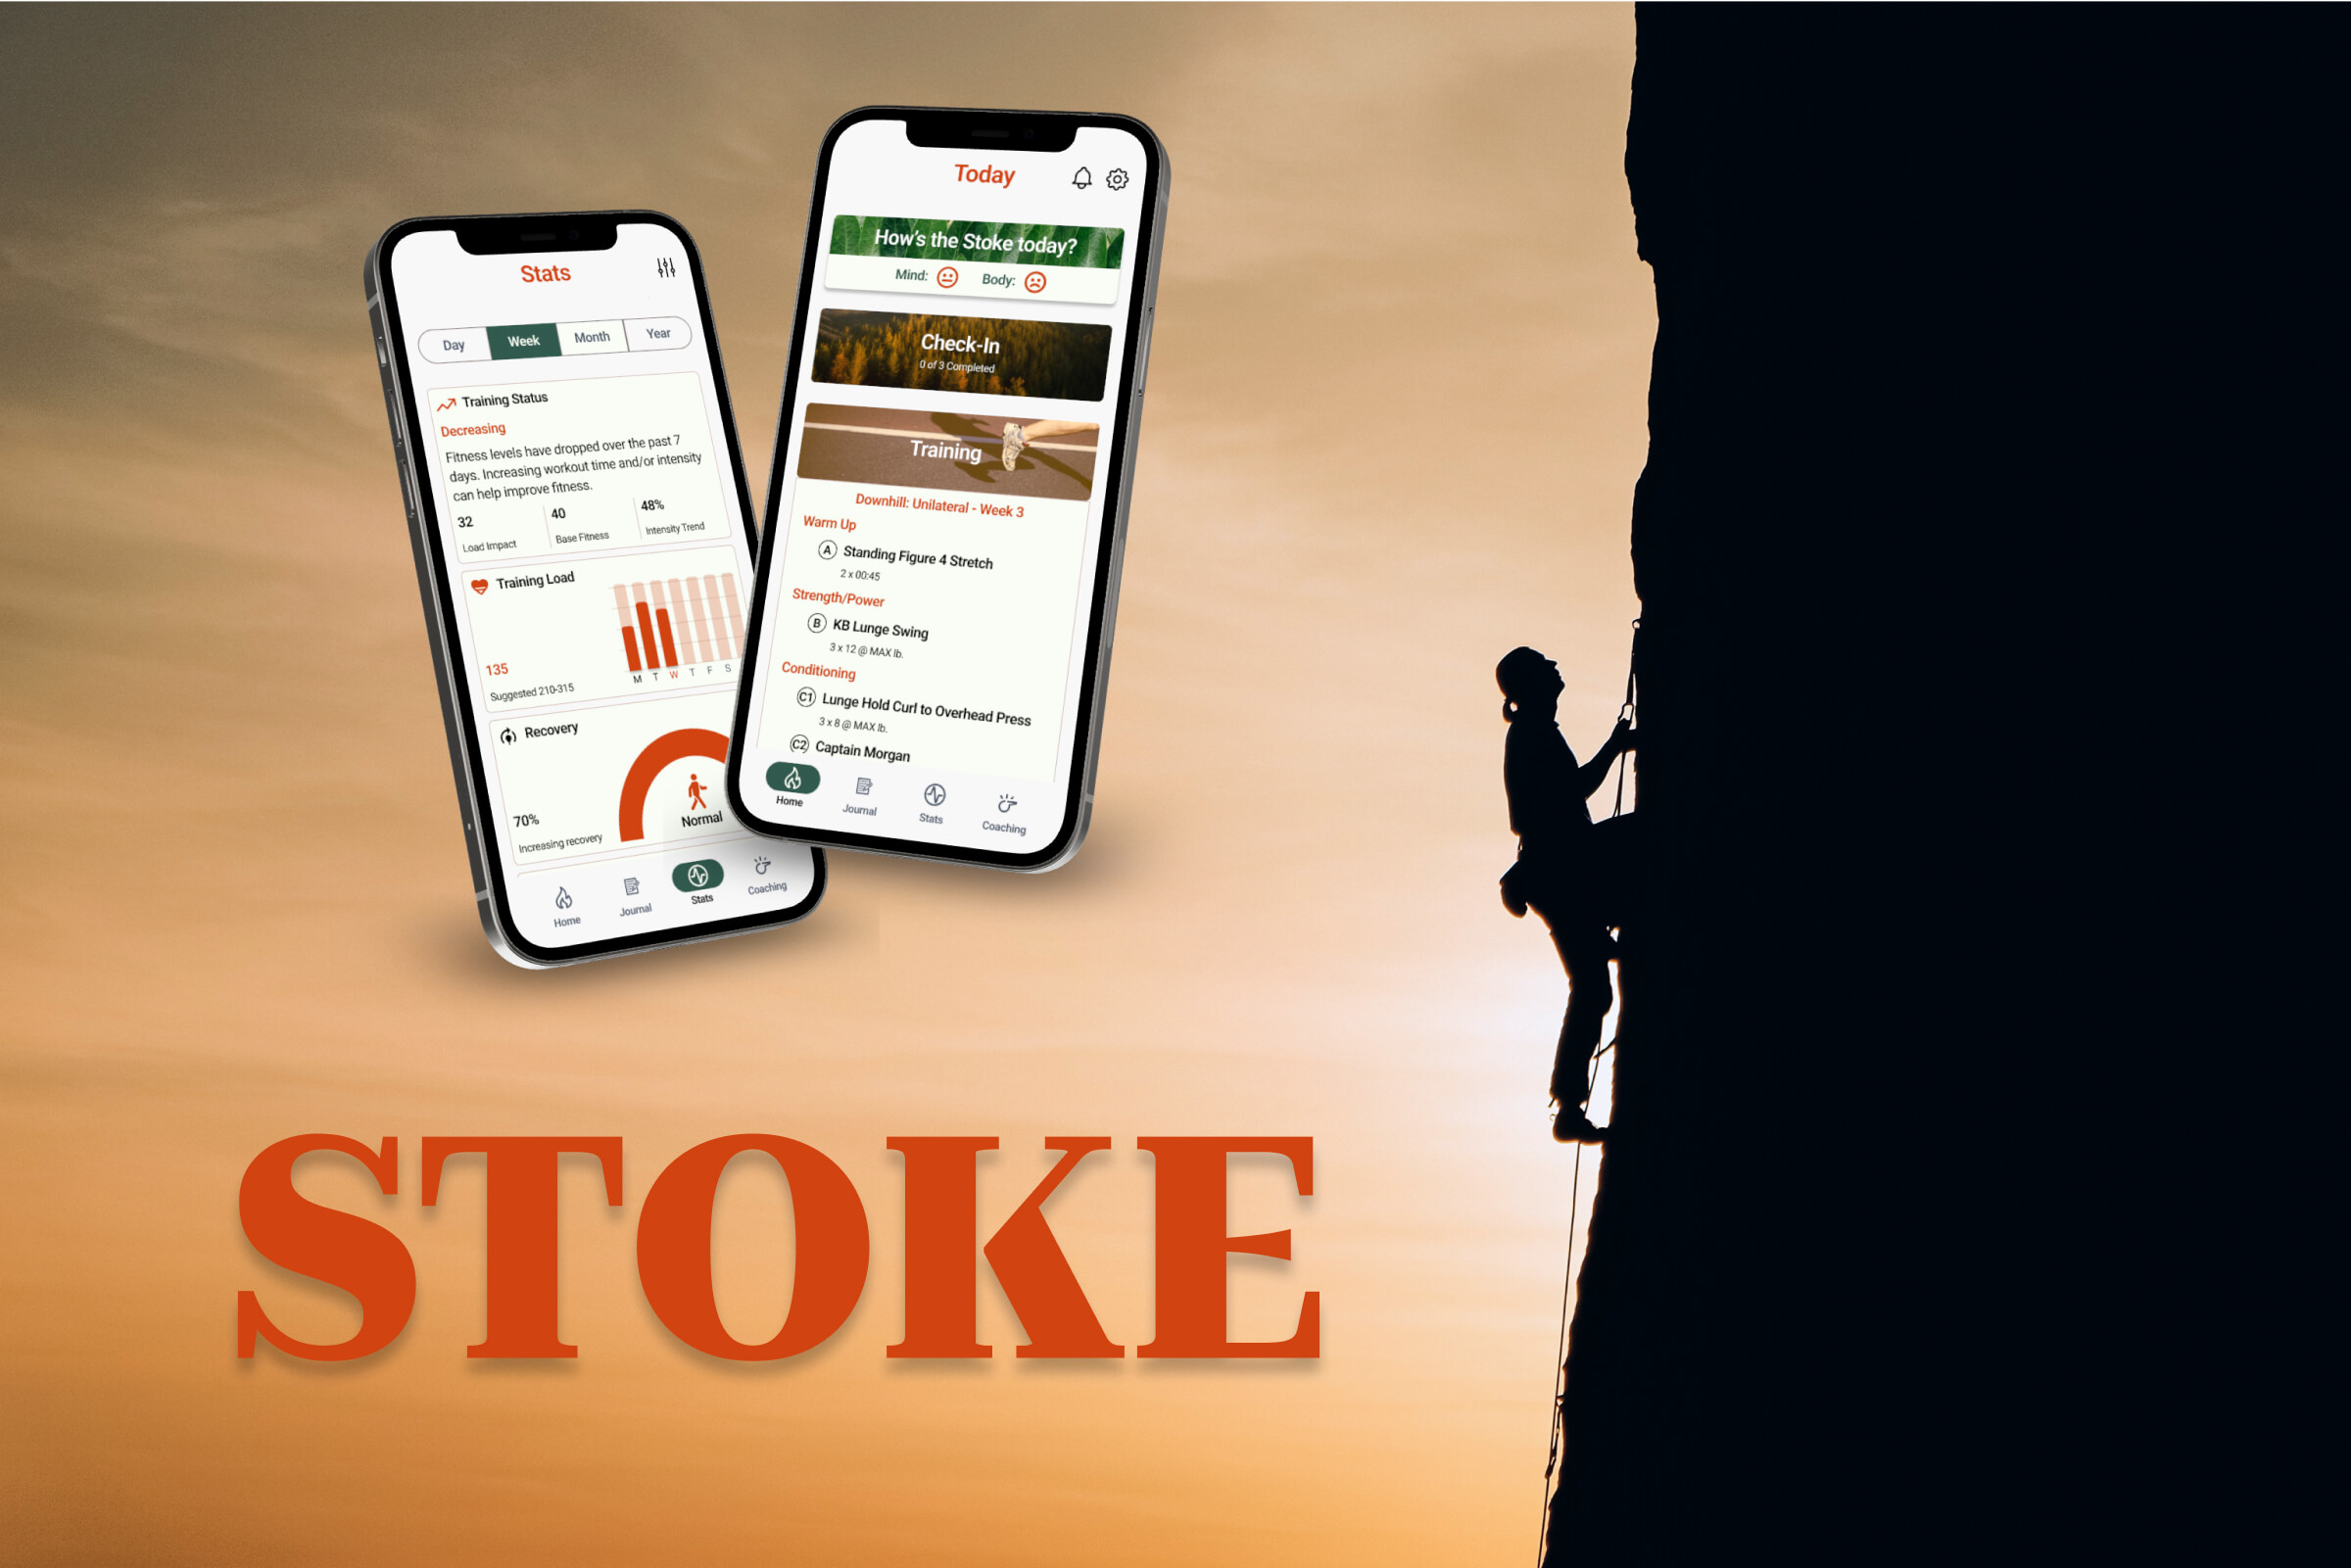 Stats
Day Week Month Year
Training Status
Decreasing
Fitness levels have dropped over the past 7
days. Increasing workout time and/or intensity
can help improve fitness.
32 40 48%
Load Impact Base Fitness Intensity Trend
Training Load
135
Suggested 210-315
M T W T F S
Recovery
70%
Increasing recovery
Normal
Home Journal Stats Coaching
Today
How's the Stoke today?
Mind: Body:
Check-In
0 of 3 Completed
Training
Downhill: Unilateral - Week 3
Warm Up
A Standing Figure 4 Stretch
2 x 00:45
Strength/Power
B KB Lunge Swing
3 x 12 @ MAX lb.
Conditioning
C1 Lunge Hold Curl to Overhead Press
3 x 8 @ MAX lb.
C2 Captain Morgan
Home Journal Stats Coaching
STOKE